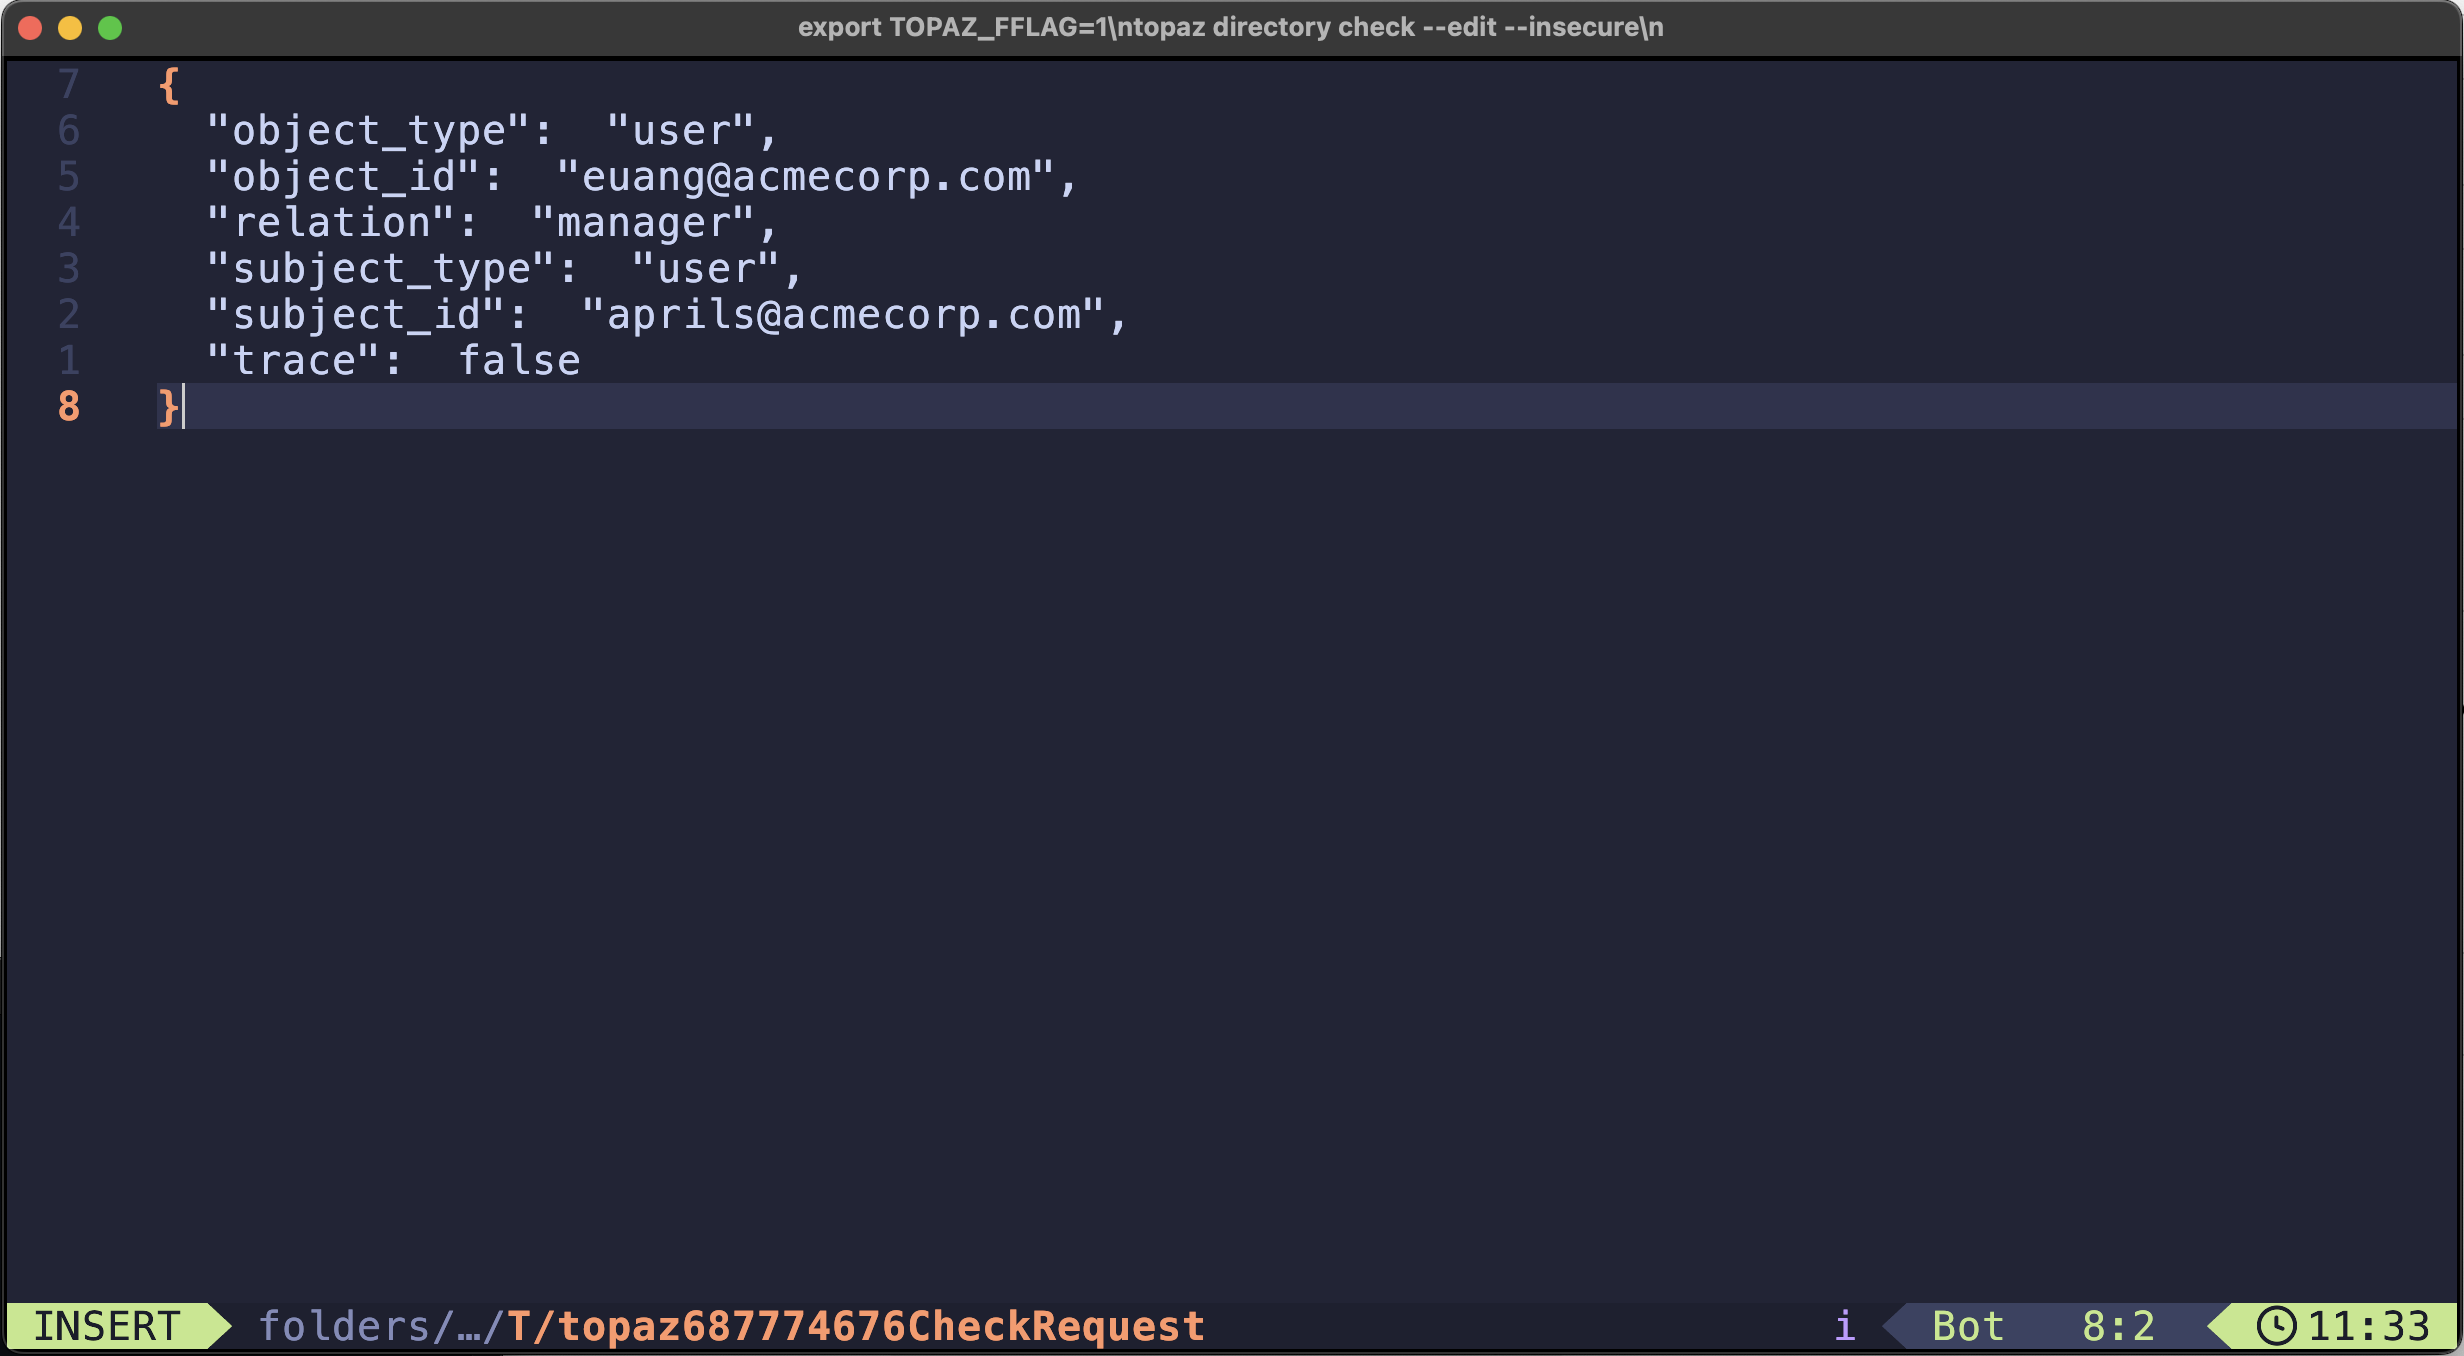 export TOPAZ_FFLAG=1\ntopaz directory check --edit --insecure\n
7 {
6 "object_type":  "user",
5 "object_id":  "euang@acmecorp.com",
4 "relation":  "manager",
3 "subject_type":  "user",
2 "subject_id":  "aprils@acmecorp.com",
1 "trace":  false
8 }
INSERT folders/…/T/topaz687774676CheckRequest i Bot 8:2 11:33